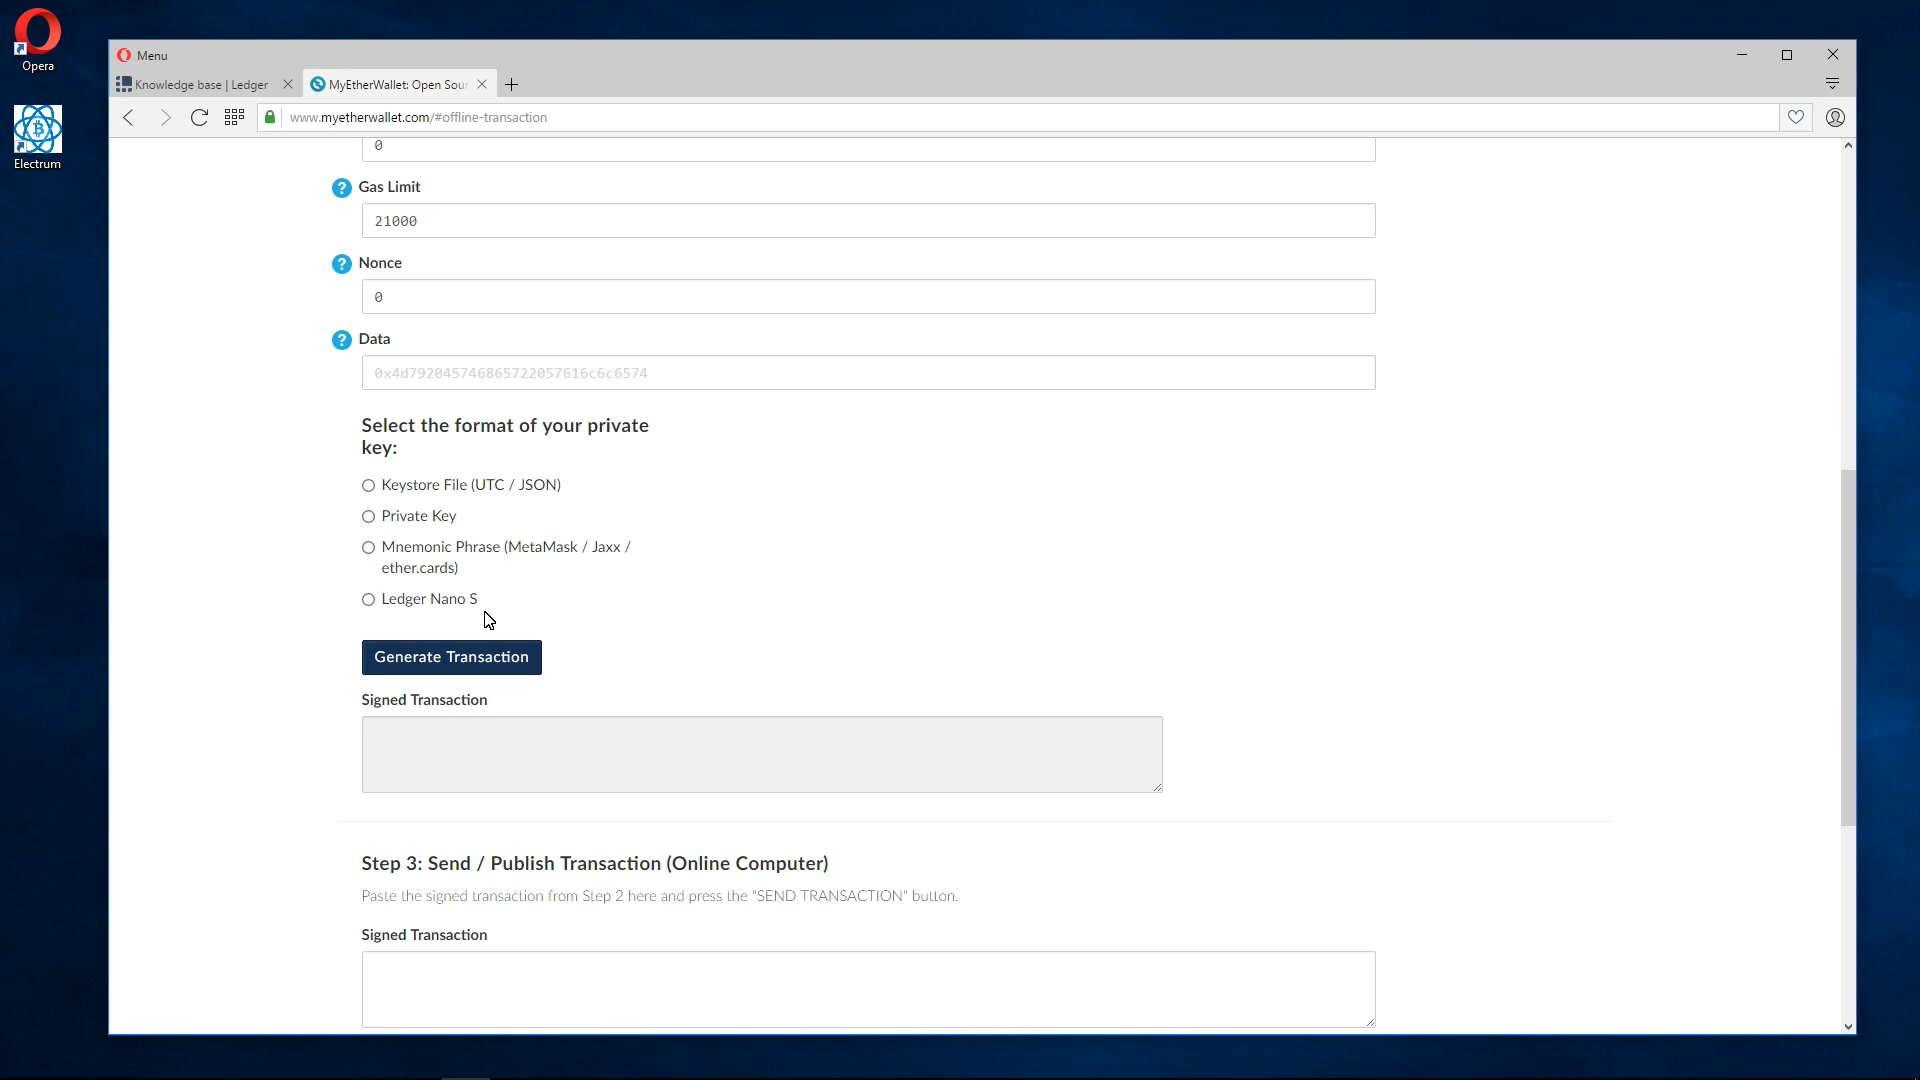 Opera
Electrum
Menu
Knowledge base | Ledger
MyEtherWallet: Open Sour
www.myetherwallet.com/#offline-transaction
0
? Gas Limit
21000
? Nonce
0
? Data
0x4d792045746865722057616c6c6574
Select the format of your private
key:
Keystore File (UTC / JSON)
Private Key
Mnemonic Phrase (MetaMask / Jaxx /
ether.cards)
Ledger Nano S
Generate Transaction
Signed Transaction
Step 3: Send / Publish Transaction (Online Computer)
Paste the signed transaction from Step 2 here and press the "SEND TRANSACTION" button.
Signed Transaction